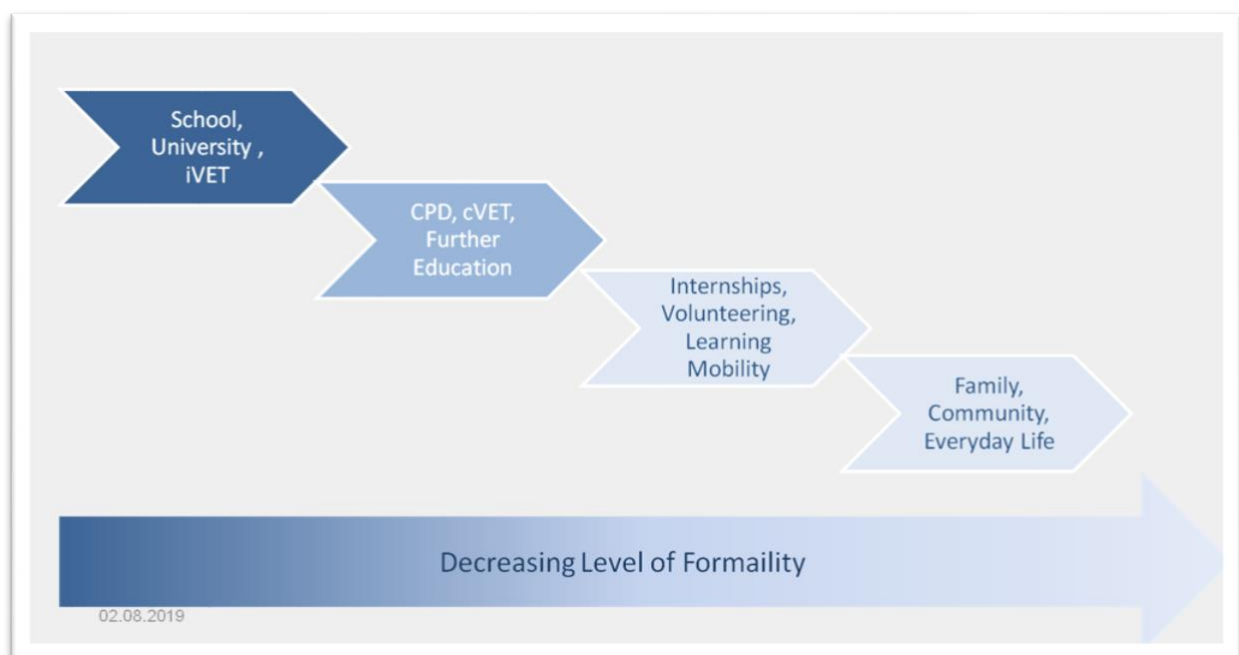 School,
University ,
iVET
CPD, cVET,
Further
Education
Internships,
Volunteering,
Learning
Mobility
Family,
Community,
Everyday Life
Decreasing Level of Formaility
02.08.2019